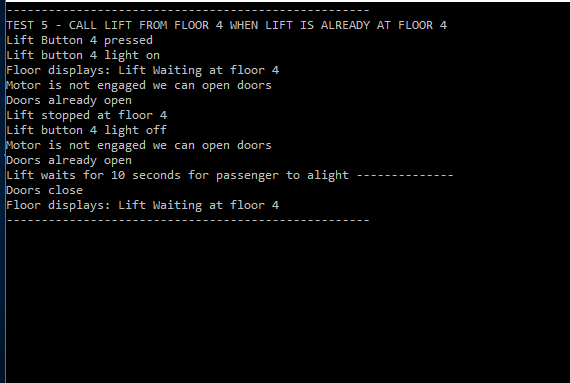 ----------------------------------------------------
TEST 5 - CALL LIFT FROM FLOOR 4 WHEN LIFT IS ALREADY AT FLOOR 4
Lift Button 4 pressed
Lift button 4 light on
Floor displays: Lift Waiting at floor 4
Motor is not engaged we can open doors
Doors already open
Lift stopped at floor 4
Lift button 4 light off
Motor is not engaged we can open doors
Doors already open
Lift waits for 10 seconds for passenger to alight --------------
Doors close
Floor displays: Lift Waiting at floor 4
----------------------------------------------------